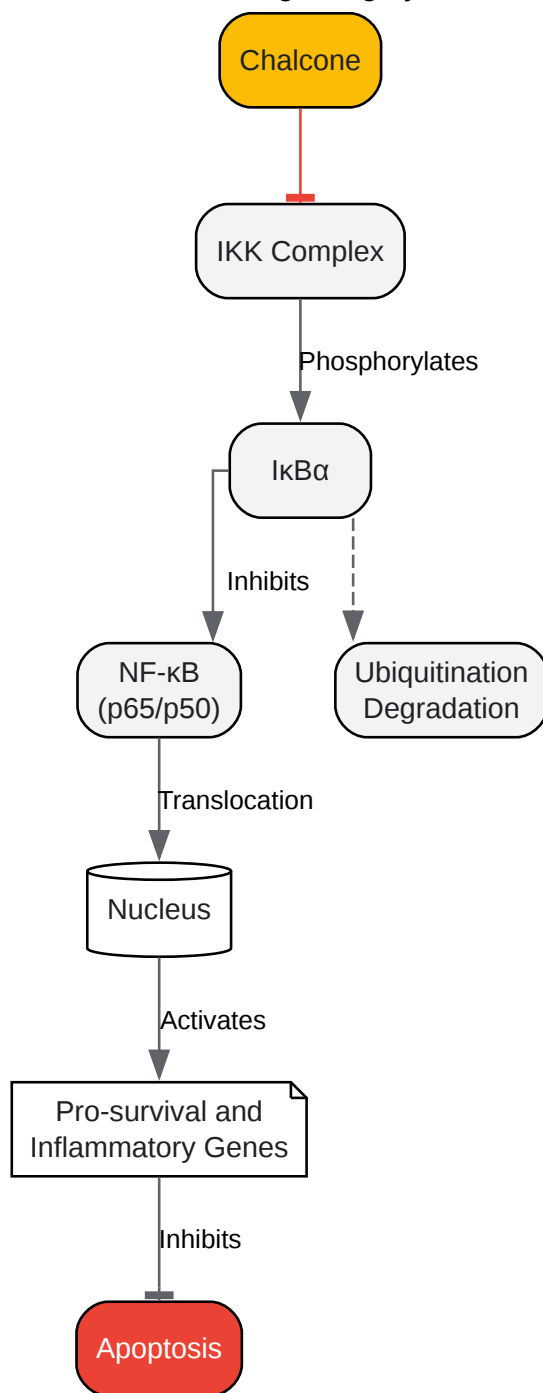 Chalcone
IKK Complex
Phosphorylates
IκBα
Inhibits
NF-κB
(p65/p50)
Ubiquitination
Degradation
Translocation
Nucleus
Activates
Pro-survival and
Inflammatory Genes
Inhibits
Apoptosis